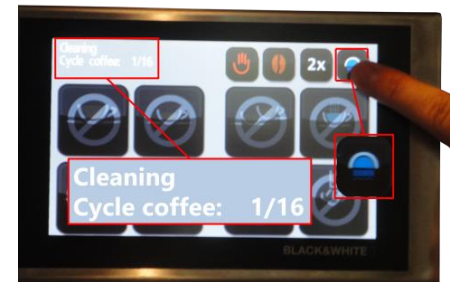 Cleaning
Cycle coffee: 1/16
2x
Cleaning
Cycle coffee: 1/16
BLACK&WHITE